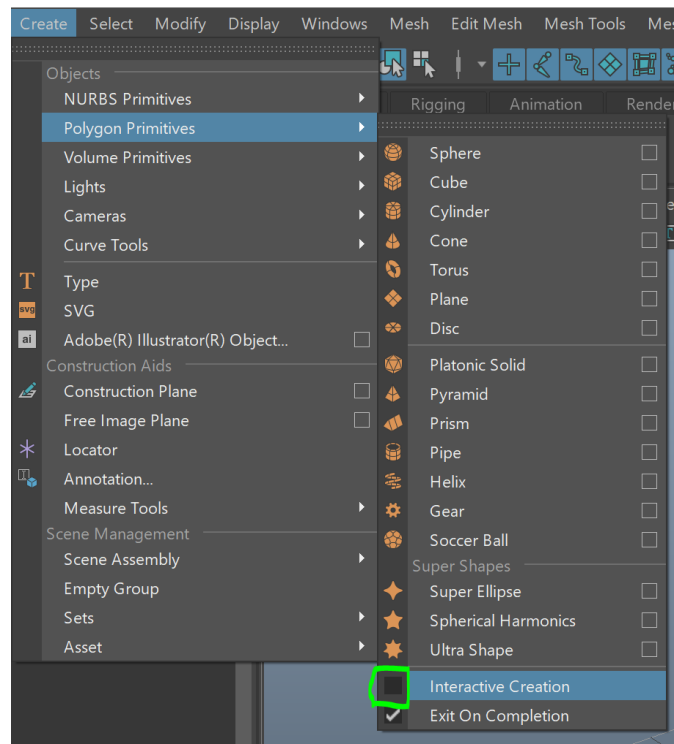 Create Select Modify Display Windows Mesh Edit Mesh Mesh Tools
Objects
NURBS Primitives
Polygon Primitives
Volume Primitives
Lights
Cameras
Curve Tools
T Type
svg SVG
ai Adobe(R) Illustrator(R) Object...
Construction Aids
Construction Plane
Free Image Plane
Locator
Annotation...
Measure Tools
Scene Management
Scene Assembly
Empty Group
Sets
Asset
Rigging Animation
Sphere
Cube
Cylinder
Cone
Torus
Plane
Disc
Platonic Solid
Pyramid
Prism
Pipe
Helix
Gear
Soccer Ball
Super Shapes
Super Ellipse
Spherical Harmonics
Ultra Shape
Interactive Creation
Exit On Completion